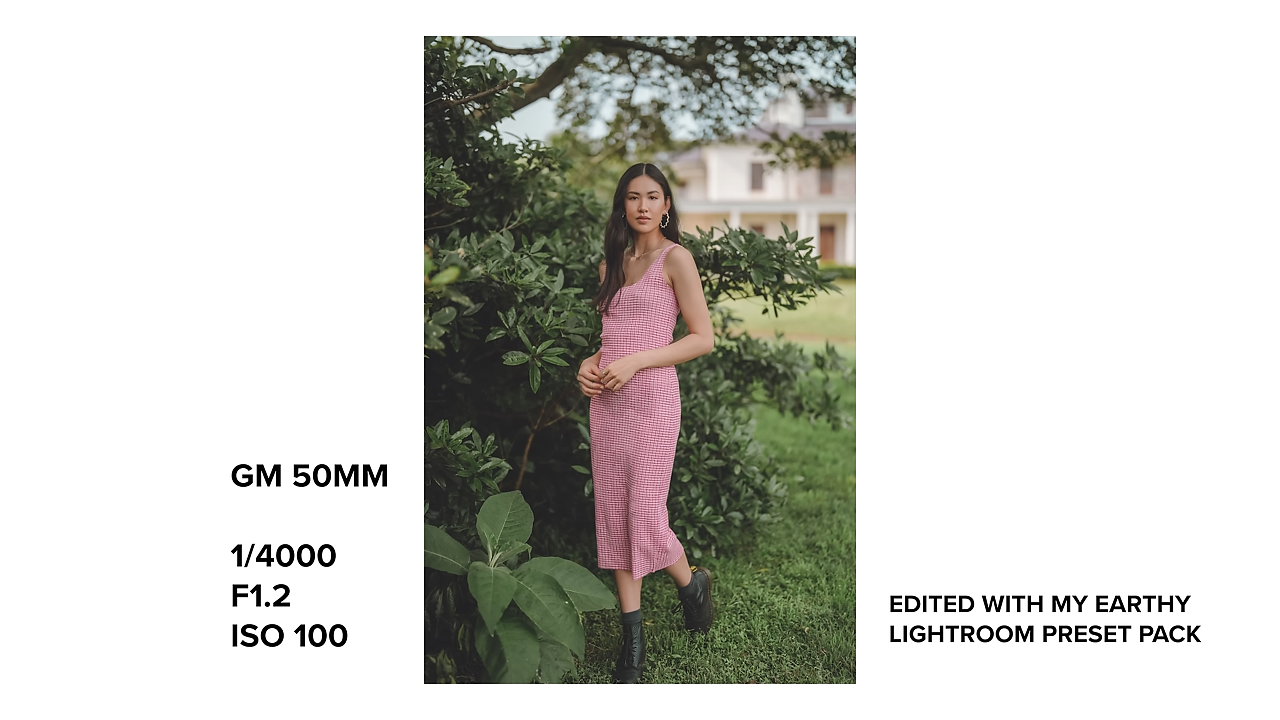 GM 50MM
1/4000
F1.2
ISO 100
EDITED WITH MY EARTHY
LIGHTROOM PRESET PACK